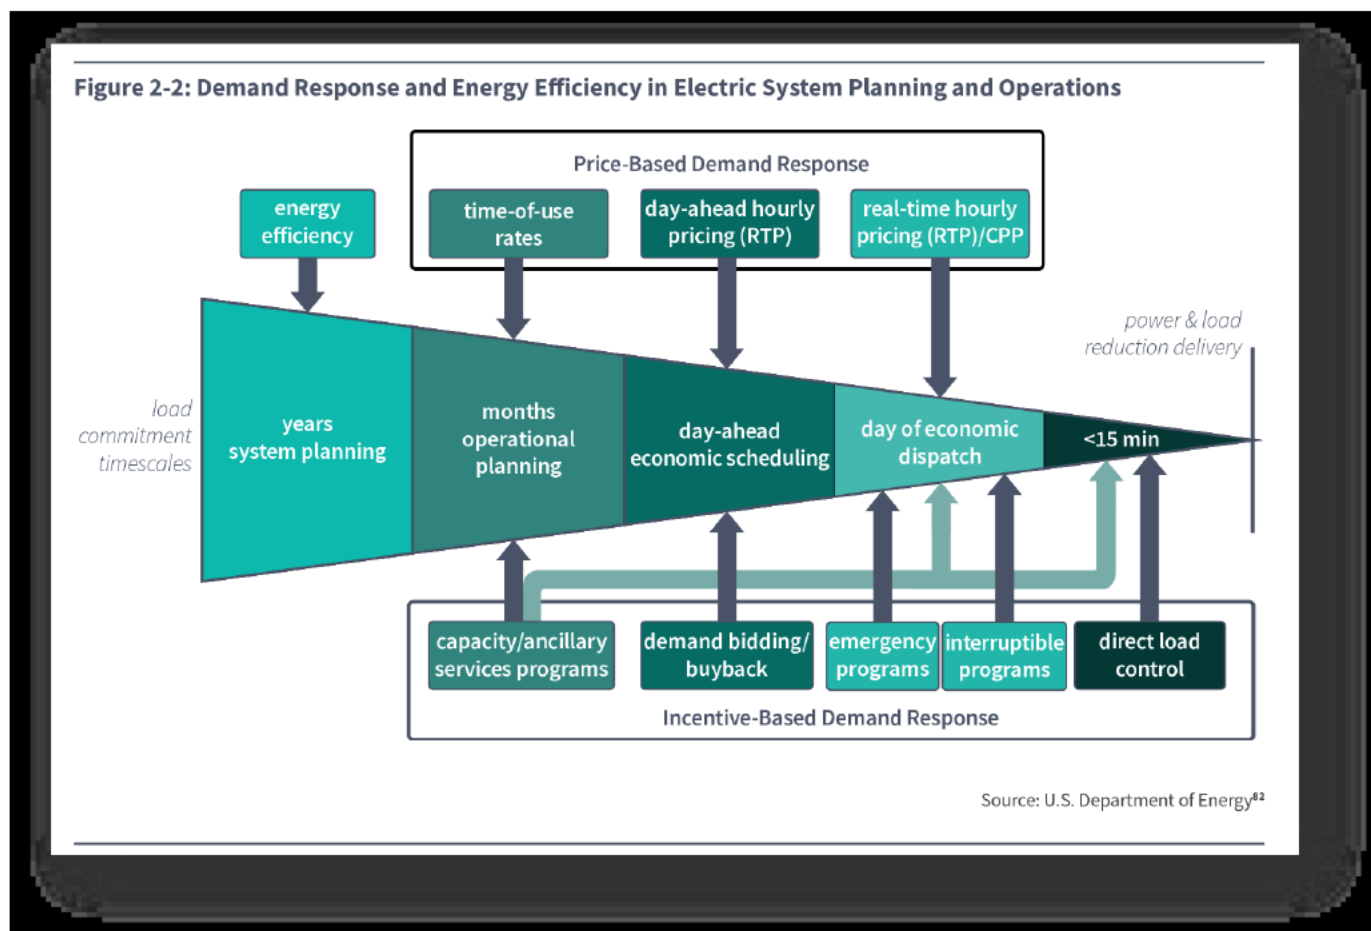 Figure 2-2: Demand Response and Energy Efficiency in Electric System Planning and Operations
Price-Based Demand Response
energy
efficiency
time-of-use
rates
day-ahead hourly
pricing (RTP)
real-time hourly
pricing (RTP)/CPP
power & load
reduction delivery
load
commitment
timescales
years
system planning
months
operational
planning
day-ahead
economic scheduling
day of economic
dispatch
<15 min
capacity/ancillary
services programs
demand bidding/
buyback
emergency
programs
interruptible
programs
direct load
control
Incentive-Based Demand Response
Source: U.S. Department of Energy⁸²